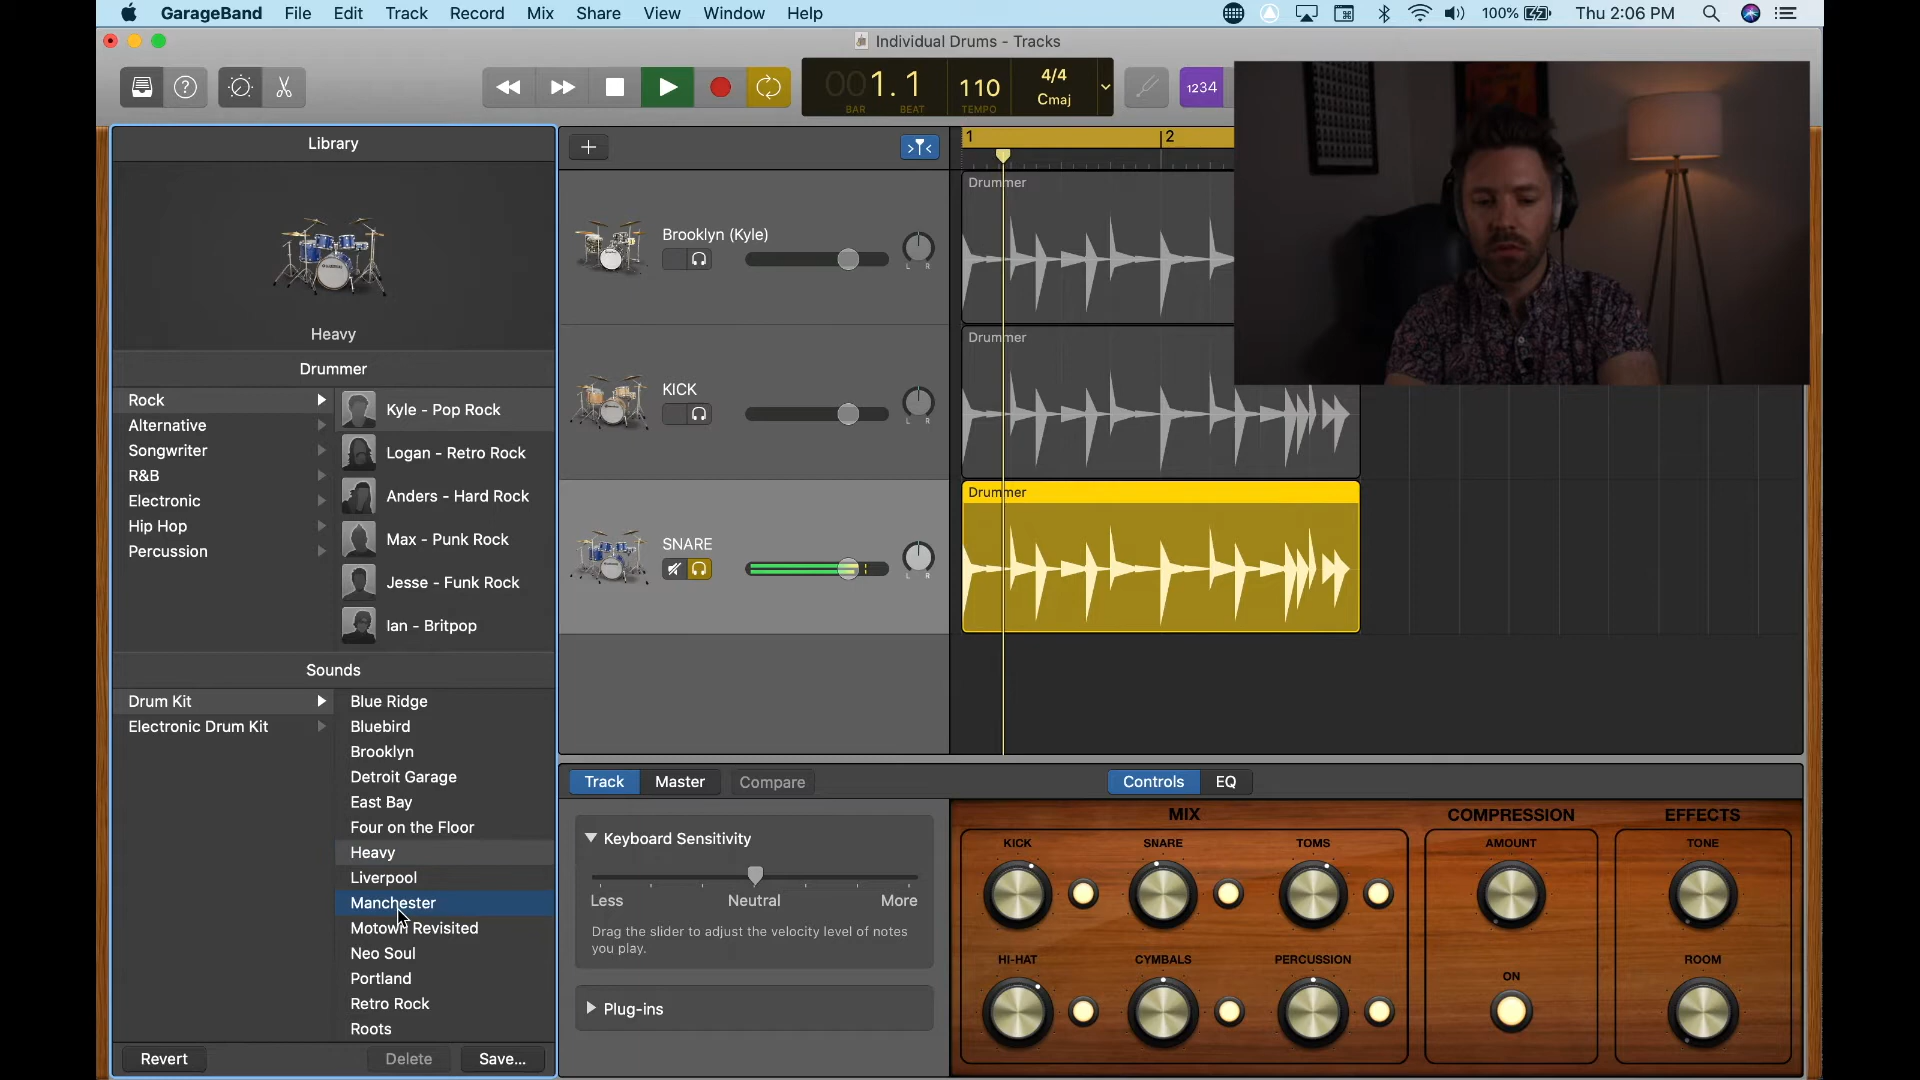 GarageBand File Edit Track Record Mix Share View Window Help 100% Thu 2:06 PM
Individual Drums - Tracks
001.1 110 4/4
Cmaj
BAR BEAT TEMPO
1234
Library
Heavy
Drummer
Rock
Alternative
Songwriter
R&B
Electronic
Hip Hop
Percussion
Kyle - Pop Rock
Logan - Retro Rock
Anders - Hard Rock
Max - Punk Rock
Jesse - Funk Rock
Ian - Britpop
Sounds
Drum Kit
Electronic Drum Kit
Blue Ridge
Bluebird
Brooklyn
Detroit Garage
East Bay
Four on the Floor
Heavy
Liverpool
Manchester
Motown Revisited
Neo Soul
Portland
Retro Rock
Roots
Revert Delete Save...
1 2
Brooklyn (Kyle)
L R
Drummer
KICK
L R
Drummer
SNARE
L R
Drummer
Track Master Compare Controls EQ
Keyboard Sensitivity
Less Neutral More
Drag the slider to adjust the velocity level of notes
you play.
Plug-ins
MIX
KICK SNARE TOMS
HI-HAT CYMBALS PERCUSSION
COMPRESSION
AMOUNT
ON
EFFECTS
TONE
ROOM